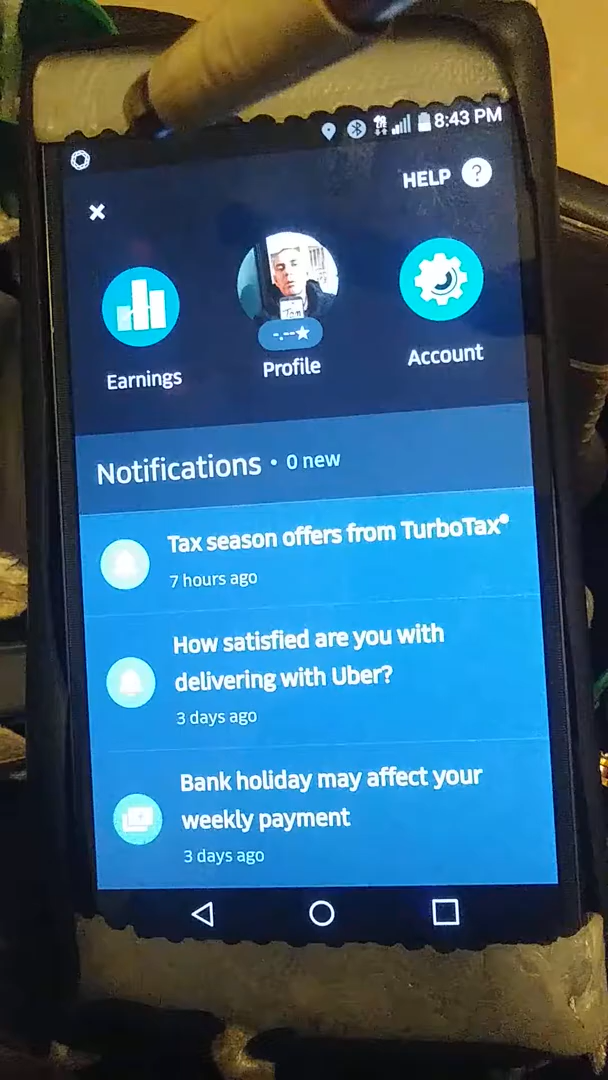 8:43 PM
HELP ?
Earnings
Profile
Account
Notifications • 0 new
Tax season offers from TurboTax®
7 hours ago
How satisfied are you with
delivering with Uber?
3 days ago
Bank holiday may affect your
weekly payment
3 days ago